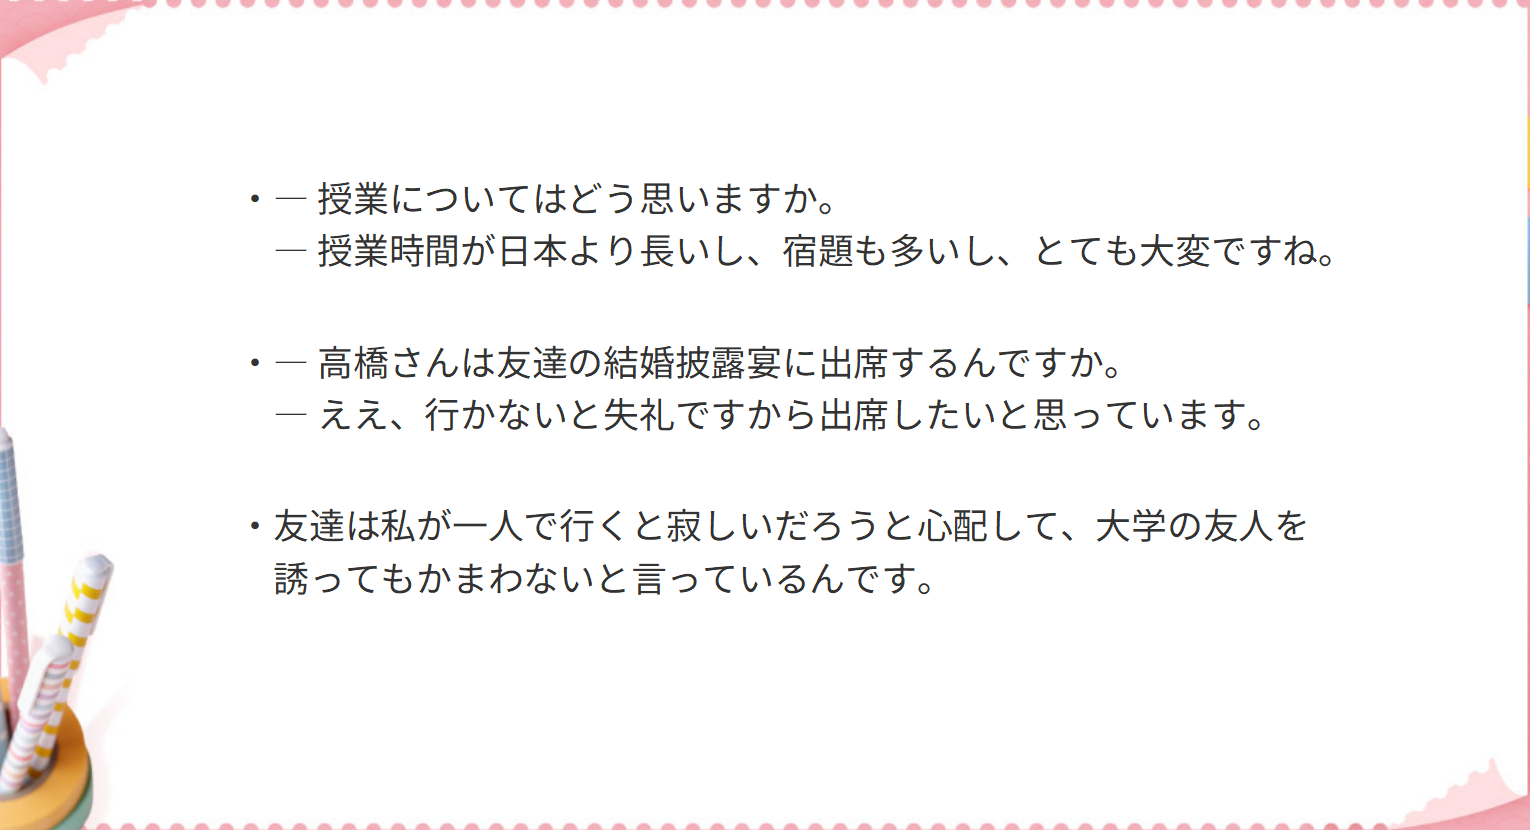 ・― 授業についてはどう思いますか。
― 授業時間が日本より長いし、宿題も多いし、とても大変ですね。
・― 高橋さんは友達の結婚披露宴に出席するんですか。
― ええ、行かないと失礼ですから出席したいと思っています。
・友達は私が一人で行くと寂しいだろうと心配して、大学の友人を
誘ってもかまわないと言っているんです。